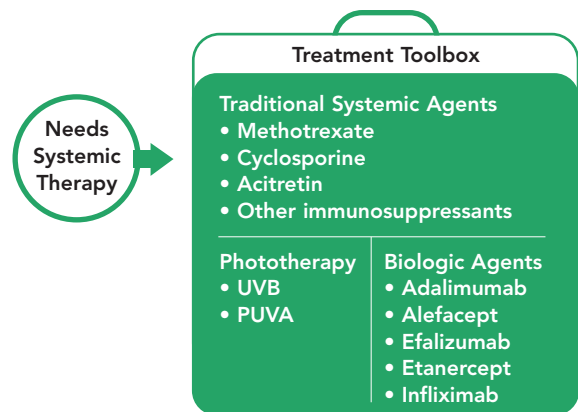 Needs
Systemic
Therapy
Treatment Toolbox
Traditional Systemic Agents
• Methotrexate
• Cyclosporine
• Acitretin
• Other immunosuppressants
Phototherapy
• UVB
• PUVA
Biologic Agents
• Adalimumab
• Alefacept
• Efalizumab
• Etanercept
• Infliximab